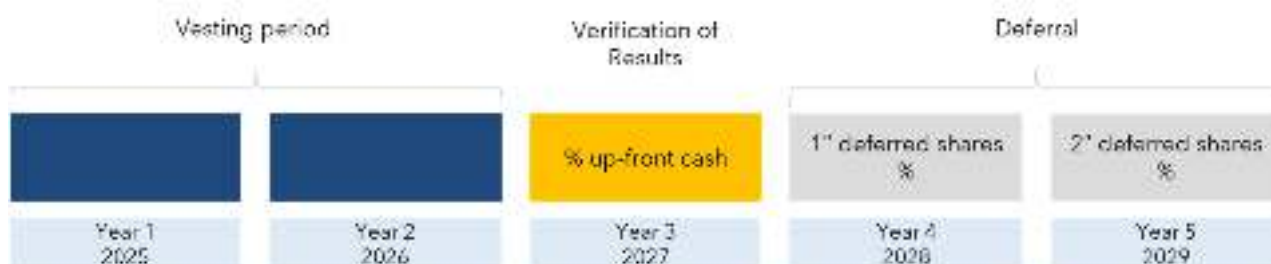 Vesting period
Verification of
Results
Deferral
% up-front cash
1° deferred shares
%
2° deferred shares
%
Year 1
2025
Year 2
2026
Year 3
2027
Year 4
2028
Year 5
2029